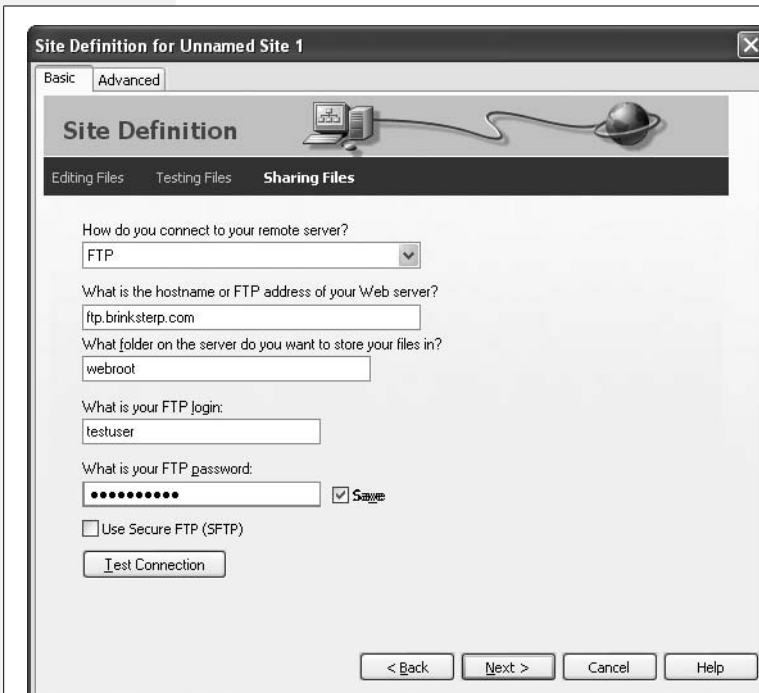 Site Definition for Unnamed Site 1
Basic Advanced
Site Definition
Editing Files Testing Files Sharing Files
How do you connect to your remote server?
FTP
What is the hostname or FTP address of your Web server?
ftp.brinksterp.com
What folder on the server do you want to store your files in?
webroot
What is your FTP login:
testuser
What is your FTP password:
••••••••••
Save
Use Secure FTP (SFTP)
Test Connection
< Back Next > Cancel Help